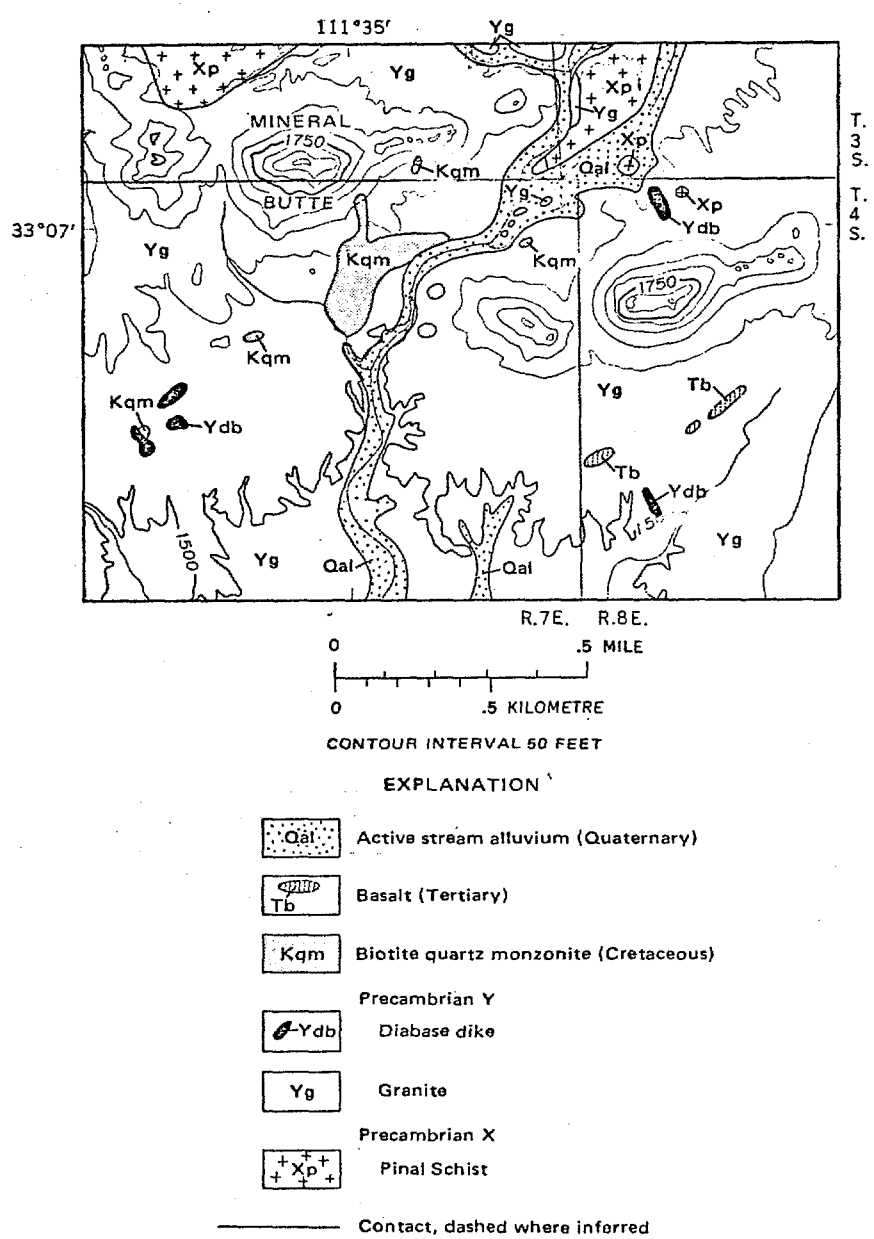 111°35′
Yg
Xp
Yg
Xp
Yg
MINERAL
1750
Xp
Kqm
Qal
T.
3
S.
BUTTE
Yg
Xp
Ydb
T.
4
S.
33°07′
Yg
Kqm
Kqm
1750
Kqm
Yg
Tb
Kqm
Ydb
Tb
Ydb
1500
Yg
Qal
Qal
Yg
R.7E. R.8E.
0 .5 MILE
0 .5 KILOMETRE
CONTOUR INTERVAL 50 FEET
EXPLANATION
Qal Active stream alluvium (Quaternary)
Tb Basalt (Tertiary)
Kqm Biotite quartz monzonite (Cretaceous)
Precambrian Y
Ydb Diabase dike
Yg Granite
Precambrian X
Xp Pinal Schist
Contact, dashed where inferred